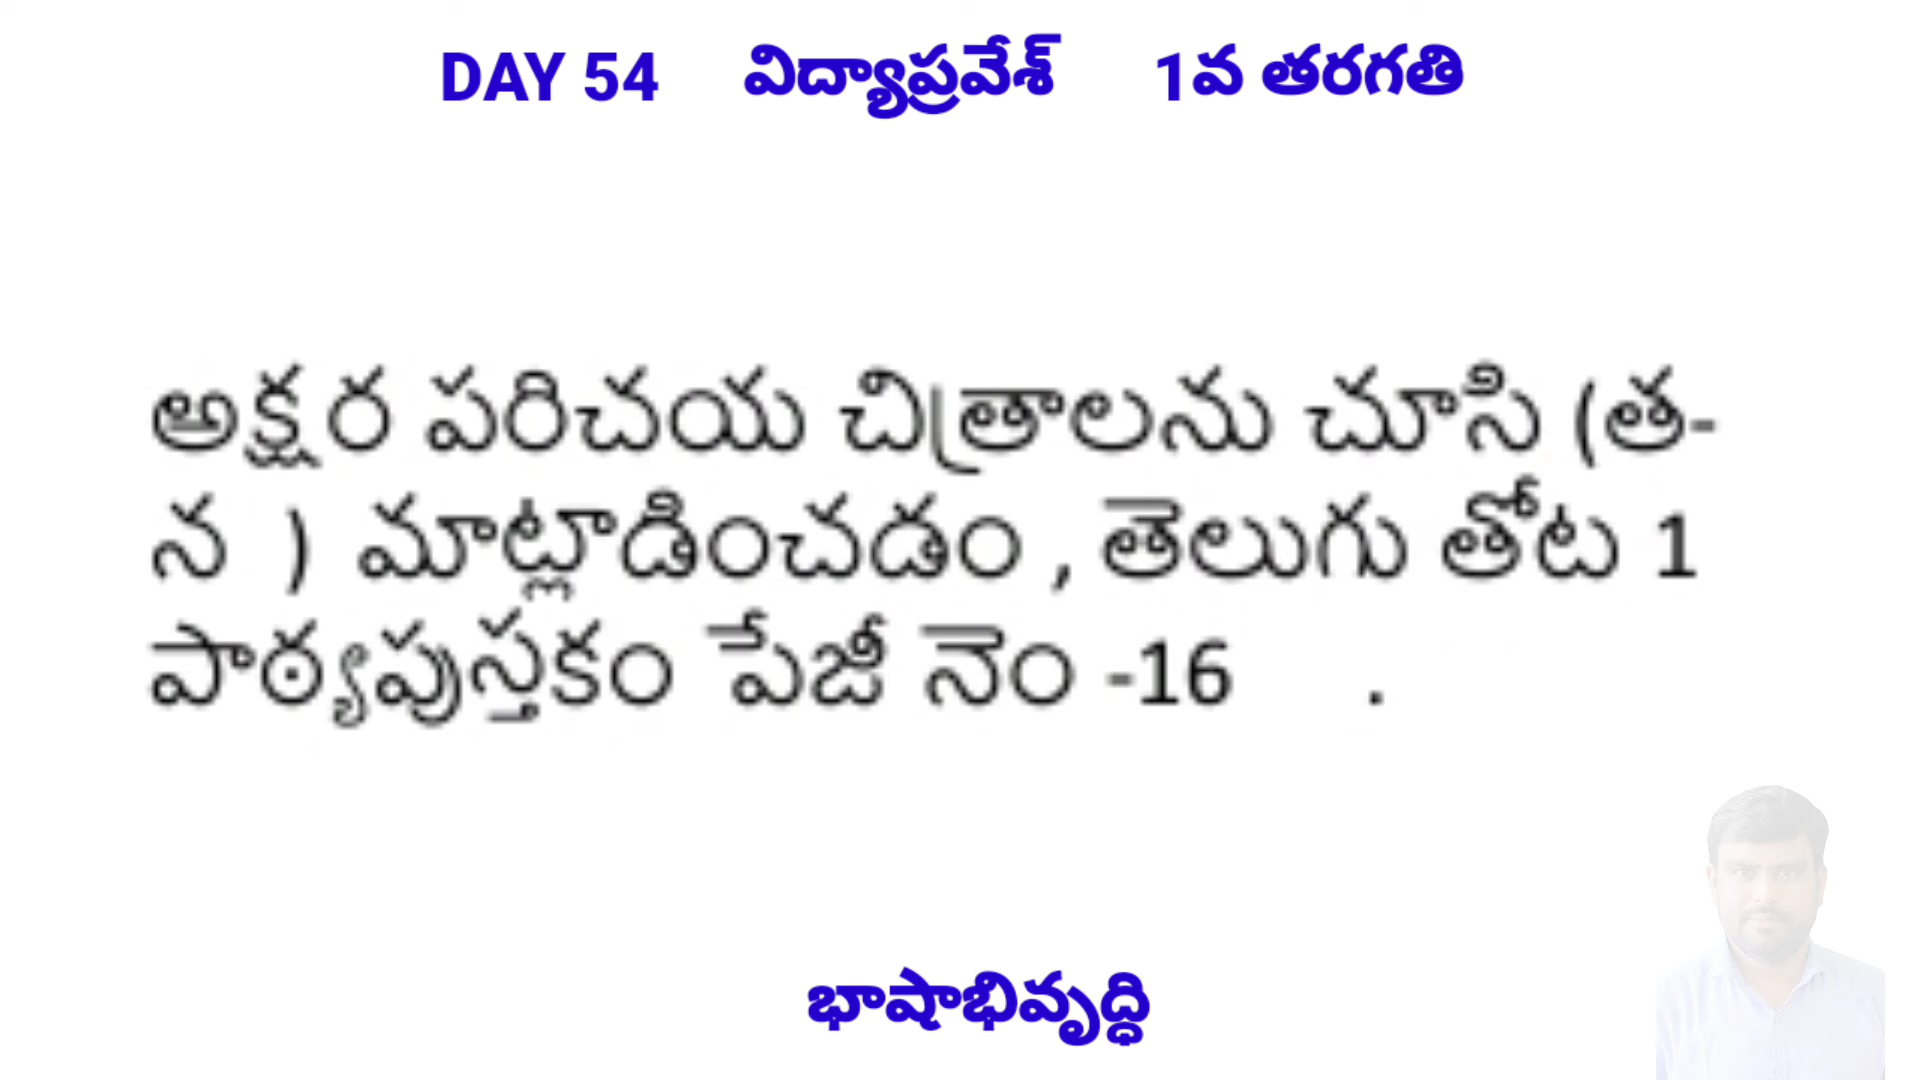 DAY 54 విద్యాప్రవేశ్ 1వ తరగతి
అక్షర పరిచయ చిత్రాలను చూసి (త-
న ) మాట్లాడించడం , తెలుగు తోట 1
పాఠ్యపుస్తకం పేజీ నెం -16 .
భాషాభివృద్ధి